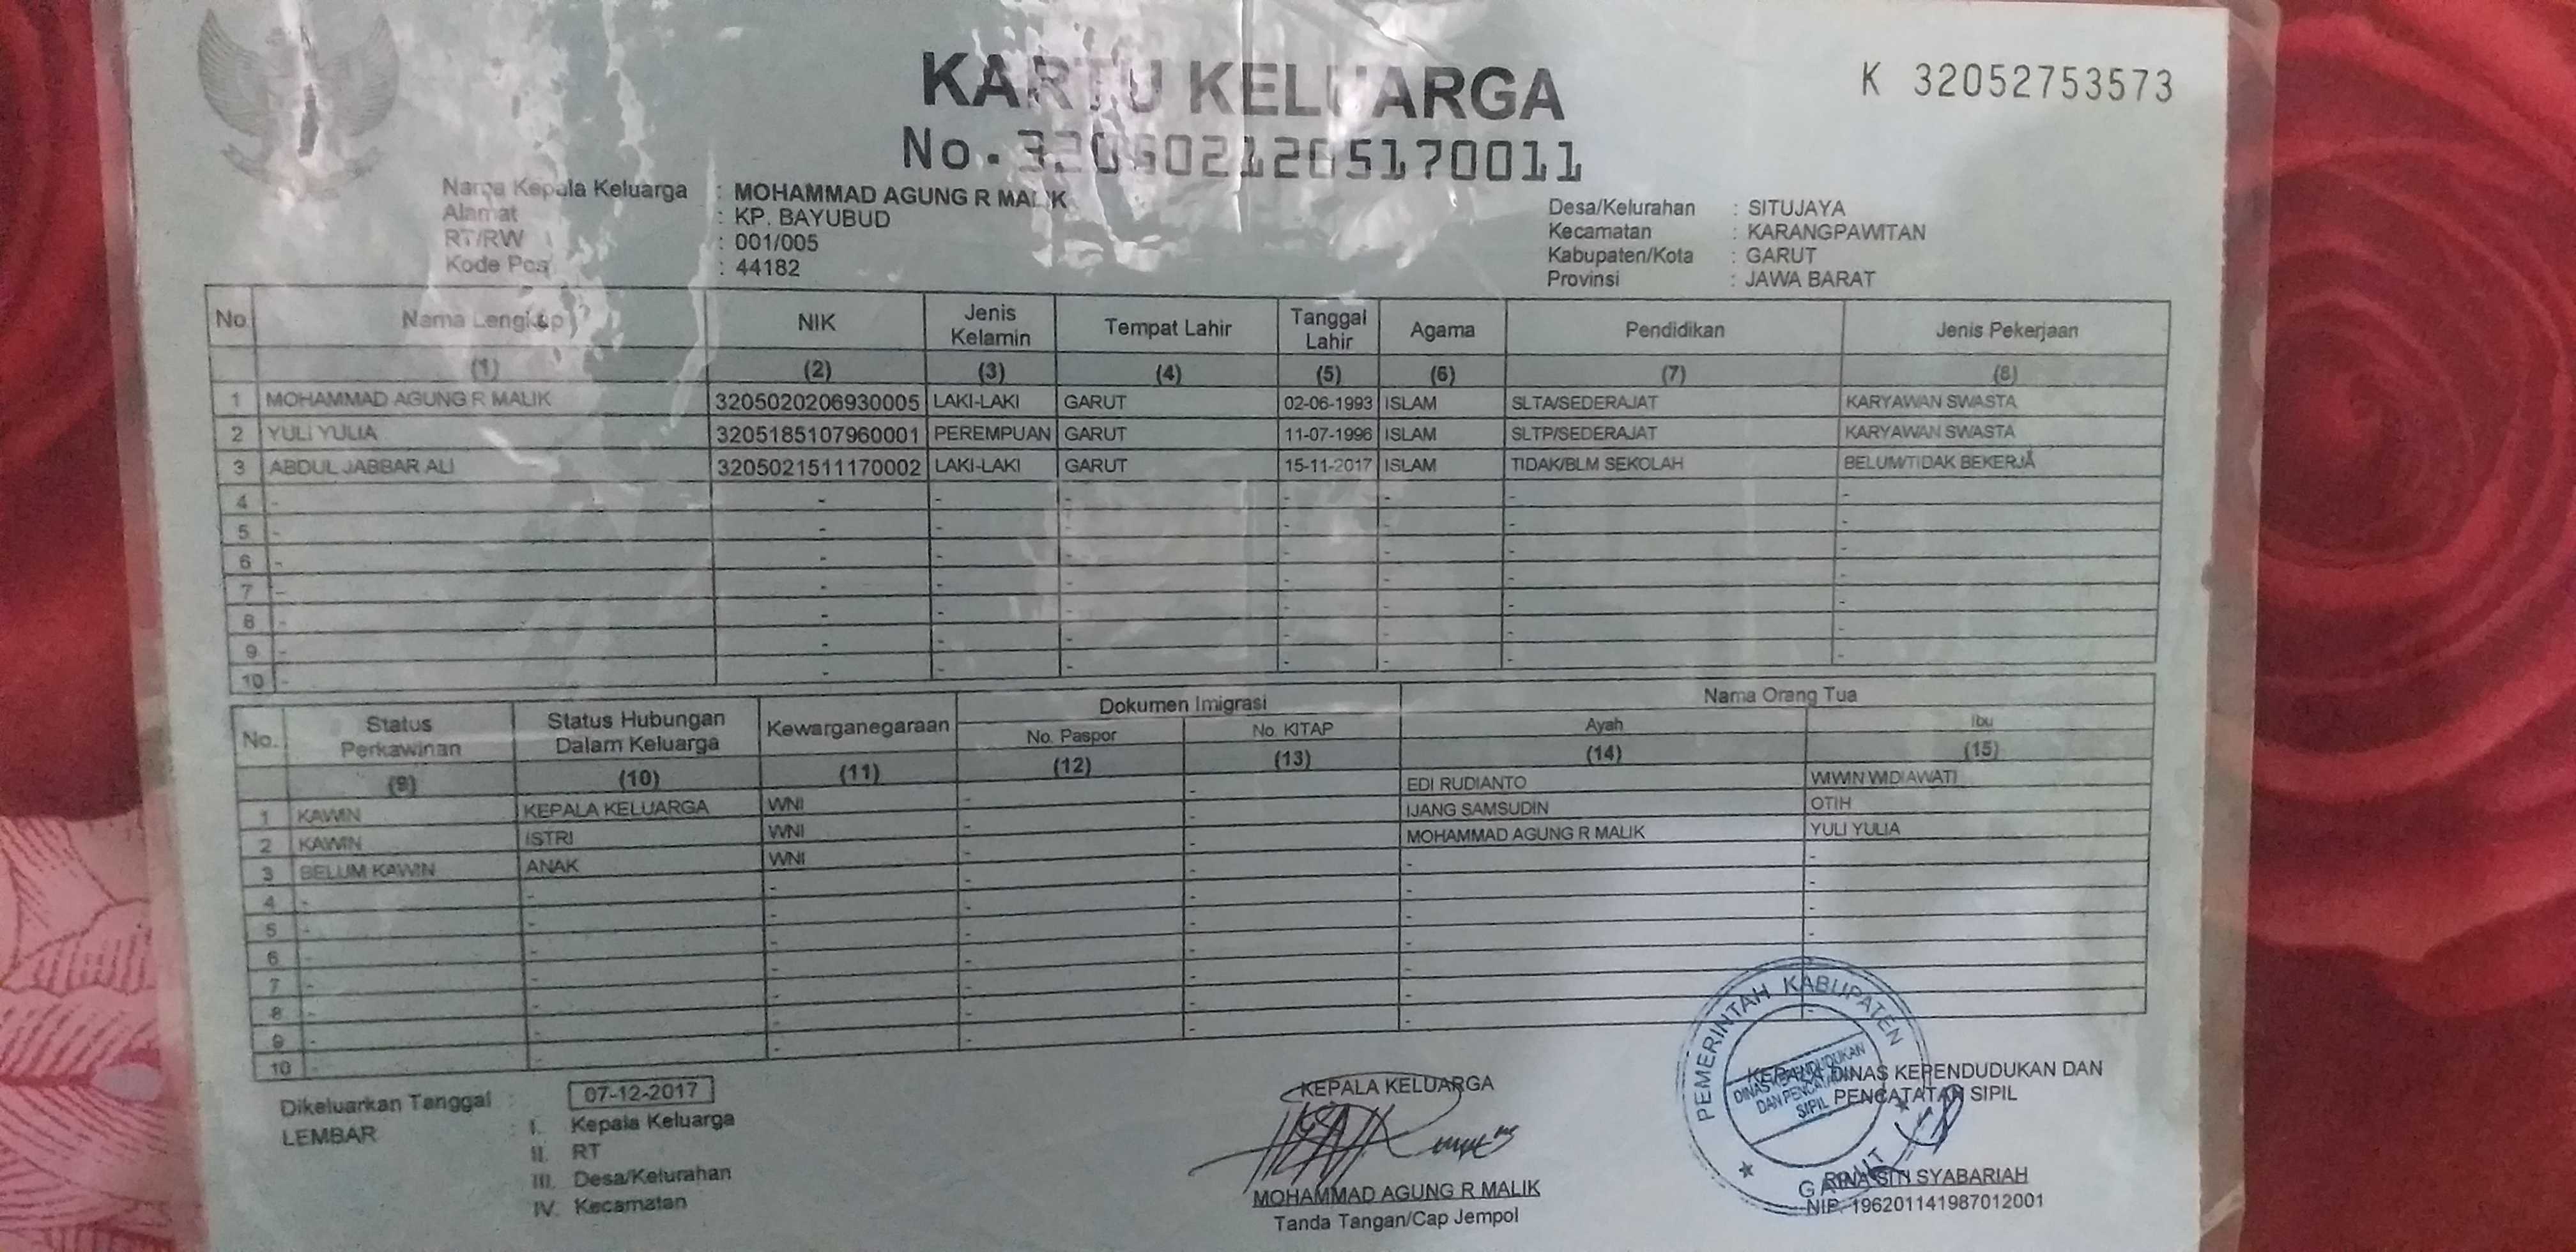 KARTU KELUARGA
K 32052753573
No. 3205021205170011
Nama Kepala Keluarga : MOHAMMAD AGUNG R MALIK
Alamat : KP. BAYUBUD
RT/RW : 001/005
Kode Pos : 44182
Desa/Kelurahan : SITUJAYA
Kecamatan : KARANGPAWITAN
Kabupaten/Kota : GARUT
Provinsi : JAWA BARAT
No. Nama Lengkap NIK Jenis Kelamin Tempat Lahir Tanggal Lahir Agama Pendidikan Jenis Pekerjaan
(1) (2) (3) (4) (5) (6) (7) (8)
1 MOHAMMAD AGUNG R MALIK 3205020206930005 LAKI-LAKI GARUT 02-06-1993 ISLAM SLTA/SEDERAJAT KARYAWAN SWASTA
2 YULI YULIA 3205185107960001 PEREMPUAN GARUT 11-07-1996 ISLAM SLTP/SEDERAJAT KARYAWAN SWASTA
3 ABDUL JABBAR ALI 3205021511170002 LAKI-LAKI GARUT 15-11-2017 ISLAM TIDAK/BLM SEKOLAH BELUM/TIDAK BEKERJA
4 - - - - - - - -
5 - - - - - - - -
6 - - - - - - - -
7 - - - - - - - -
8 - - - - - - - -
9 - - - - - - - -
10 - - - - - - - -
No. Status Perkawinan Status Hubungan Dalam Keluarga Kewarganegaraan Dokumen Imigrasi Nama Orang Tua
No. Paspor No. KITAP Ayah Ibu
(9) (10) (11) (12) (13) (14) (15)
1 KAWIN KEPALA KELUARGA WNI - - EDI RUDIANTO WIWIN WIDIAWATI
2 KAWIN ISTRI WNI - - IJANG SAMSUDIN OTIH
3 BELUM KAWIN ANAK WNI - - MOHAMMAD AGUNG R MALIK YULI YULIA
4 - - - - - - -
5 - - - - - - -
6 - - - - - - -
7 - - - - - - -
8 - - - - - - -
9 - - - - - - -
10 - - - - - - -
Dikeluarkan Tanggal : 07-12-2017
LEMBAR : I. Kepala Keluarga
II. RT
III. Desa/Kelurahan
IV. Kecamatan
KEPALA KELUARGA
MOHAMMAD AGUNG R MALIK
Tanda Tangan/Cap Jempol
KEPALA DINAS KEPENDUDUKAN DAN
PENCATATAN SIPIL
PEMERINTAH KABUPATEN
DINAS KEPENDUDUKAN
DAN PENCATATAN
SIPIL
GARUT
RINA SITI SYABARIAH
NIP. 196201141987012001